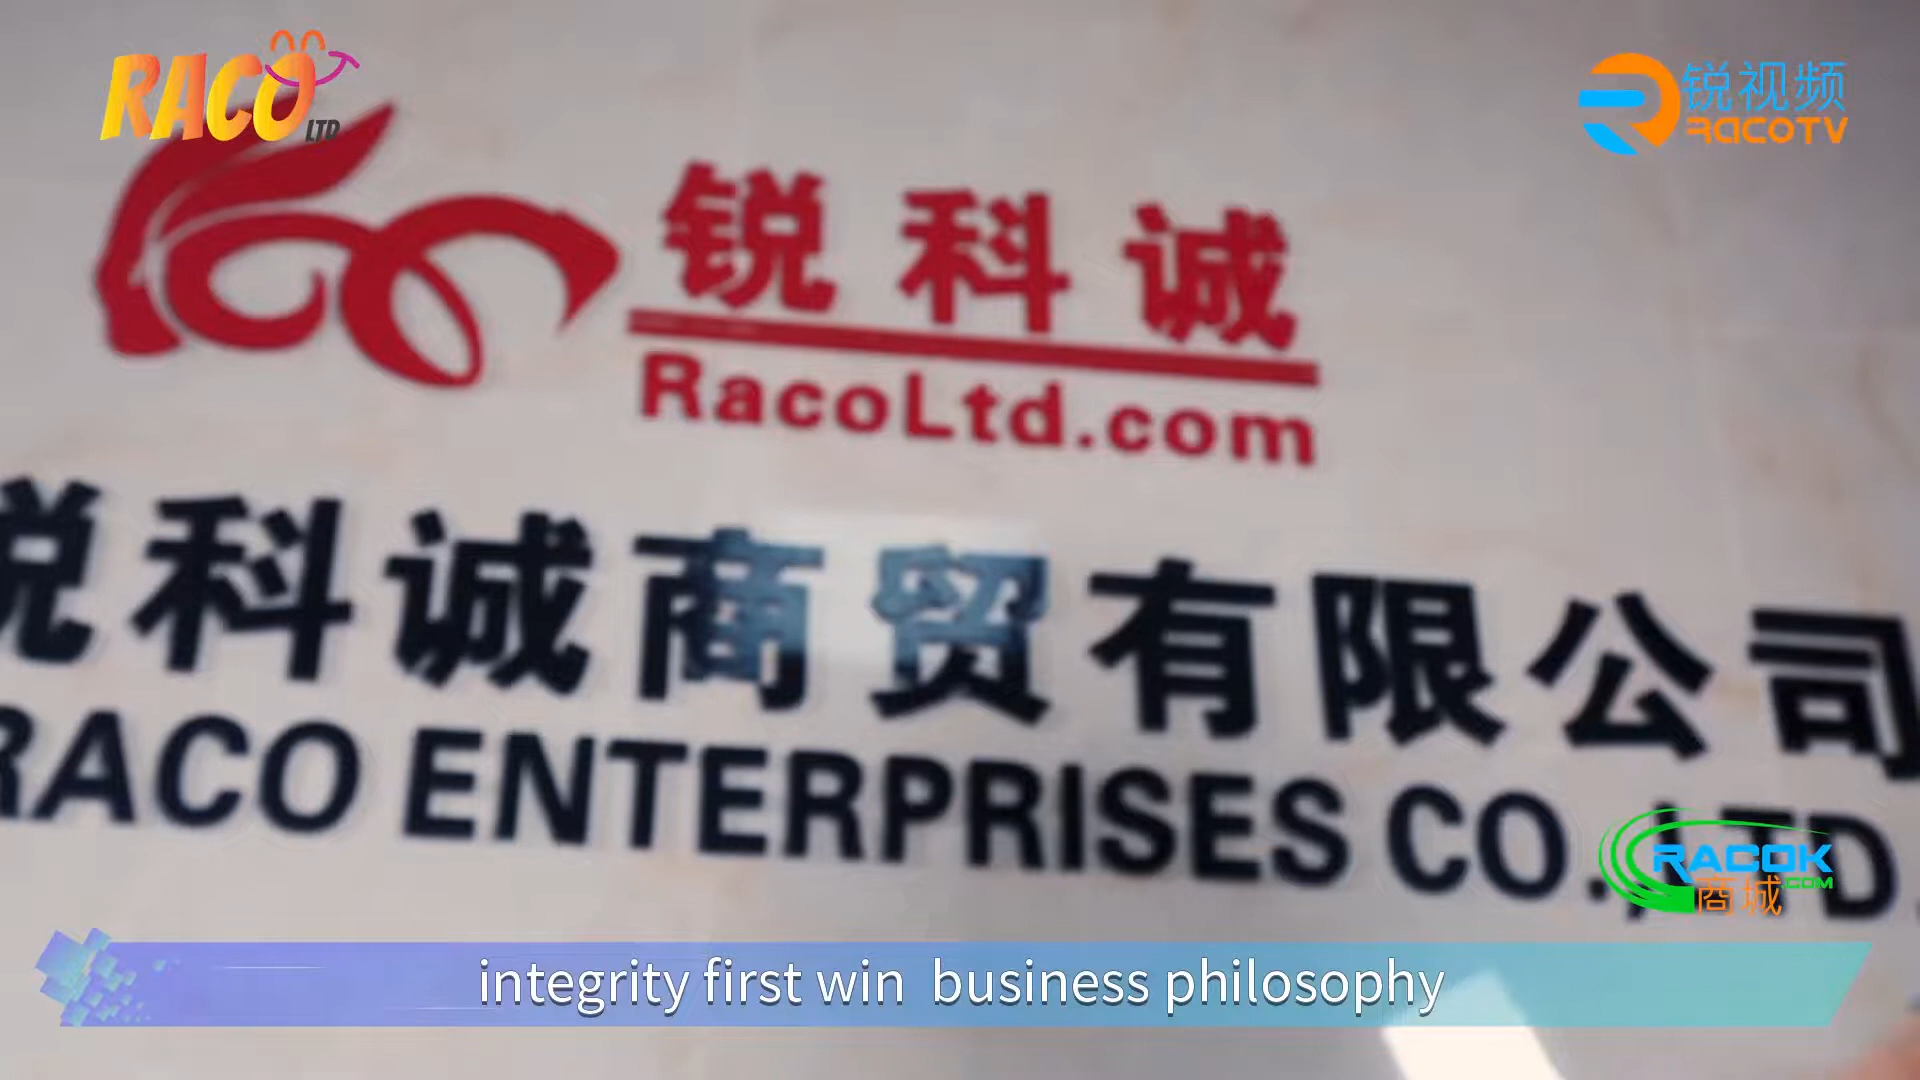 RACO LTD
锐视频
RACOTV
锐科诚
RacoLtd.com
锐科诚商贸有限公司
RACO ENTERPRISES CO.,LTD.
RACOK
.COM
商城
integrity first win  business philosophy